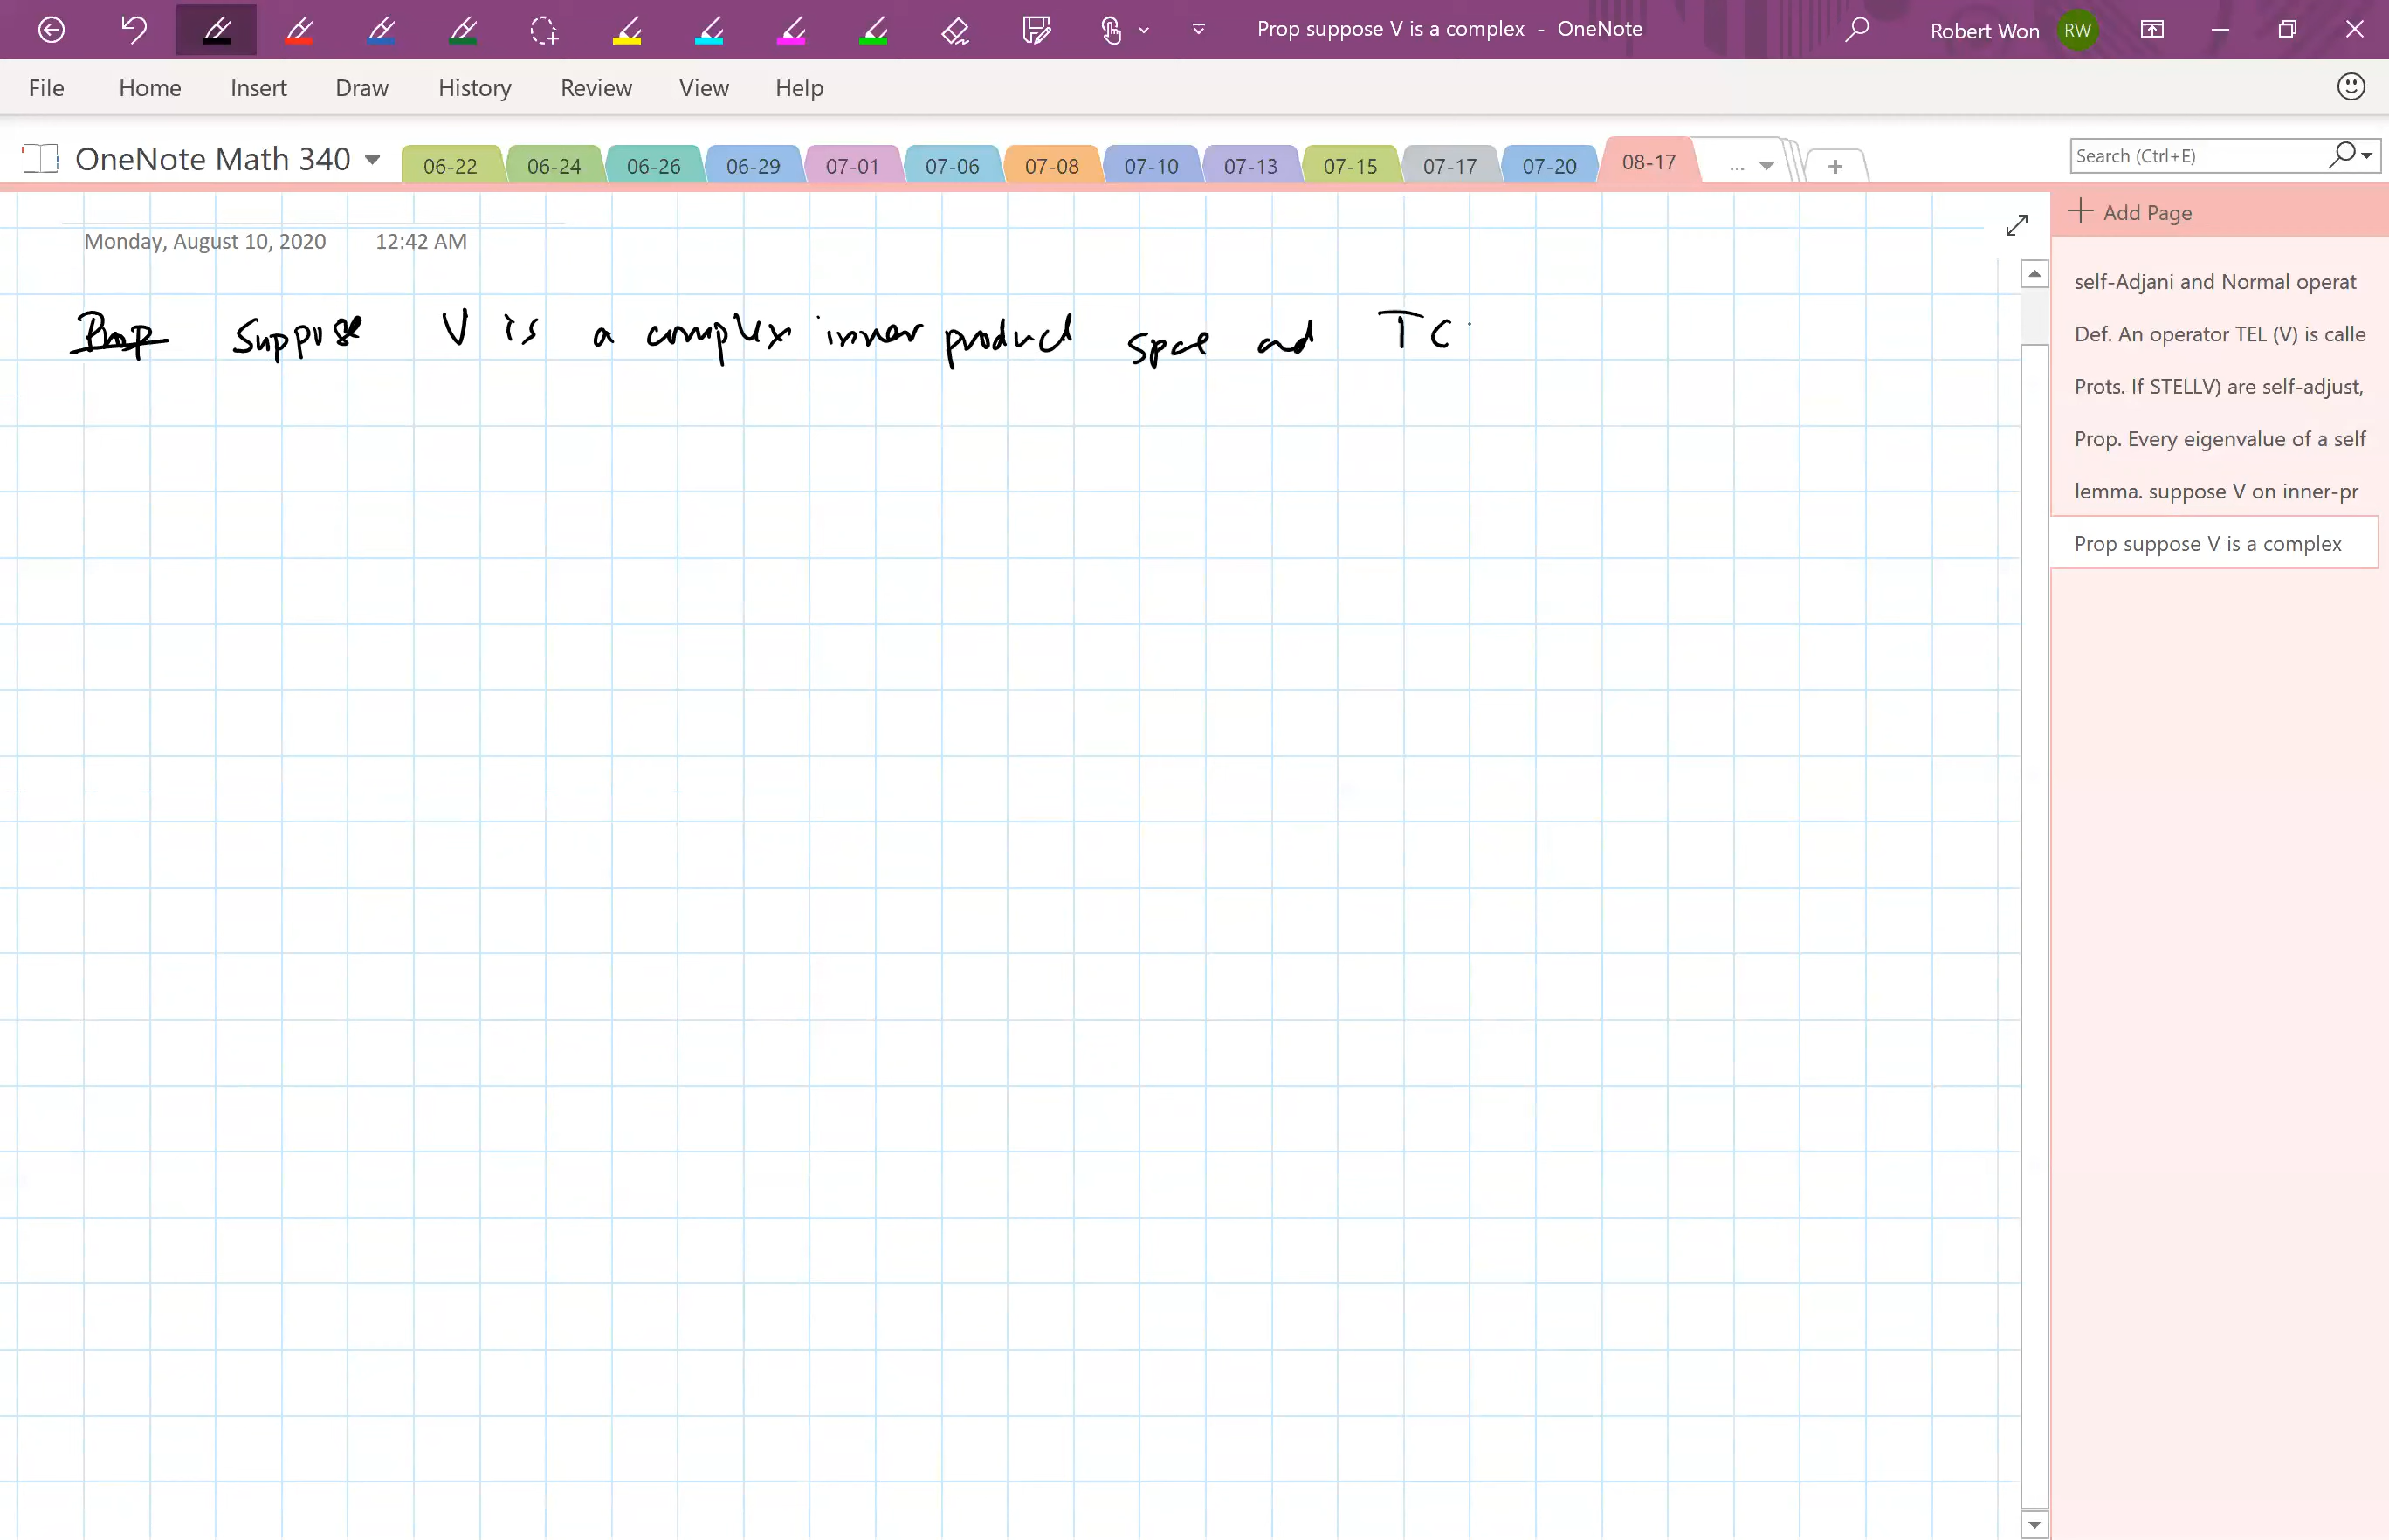 Prop suppose V is a complex - OneNote
Robert Won RW
File Home Insert Draw History Review View Help
OneNote Math 340 06-22 06-24 06-26 06-29 07-01 07-06 07-08 07-10 07-13 07-15 07-17 07-20 08-17 ... +
Search (Ctrl+E)
Add Page
Monday, August 10, 2020 12:42 AM
Prop Suppose V is a complex inner product space and T C
self-Adjani and Normal operat
Def. An operator TEL (V) is calle
Prots. If STELLV) are self-adjust,
Prop. Every eigenvalue of a self
lemma. suppose V on inner-pr
Prop suppose V is a complex